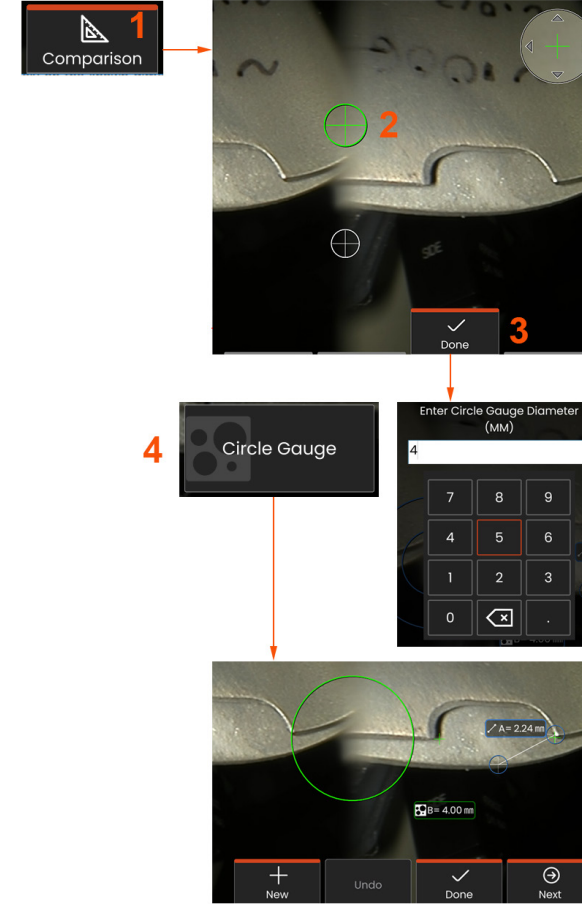 1
Comparison
2
SIDE
Done
3
4
Circle Gauge
Enter Circle Gauge Diameter
(MM)
4
7 8 9
4 5 6
1 2 3
0 .
A= 2.24 mm
B= 4.00 mm
New
Undo
Done
Next